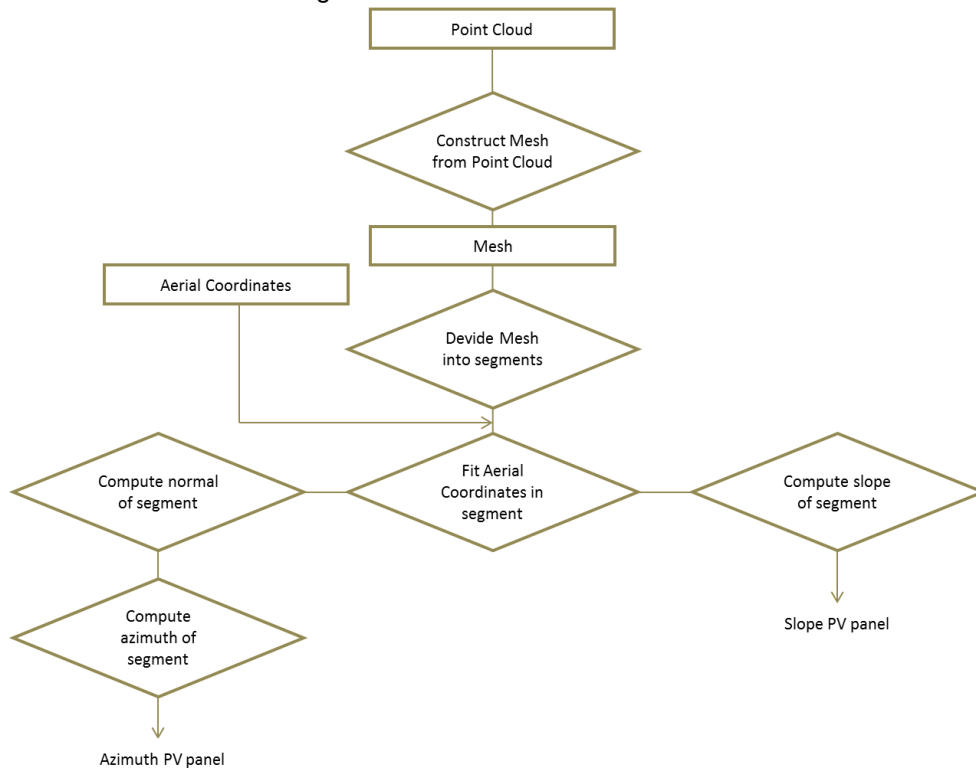 Point Cloud
Construct Mesh
from Point Cloud
Mesh
Aerial Coordinates
Devide Mesh
into segments
Compute normal
of segment
Fit Aerial
Coordinates in
segment
Compute slope
of segment
Compute
azimuth of
segment
Slope PV panel
Azimuth PV panel